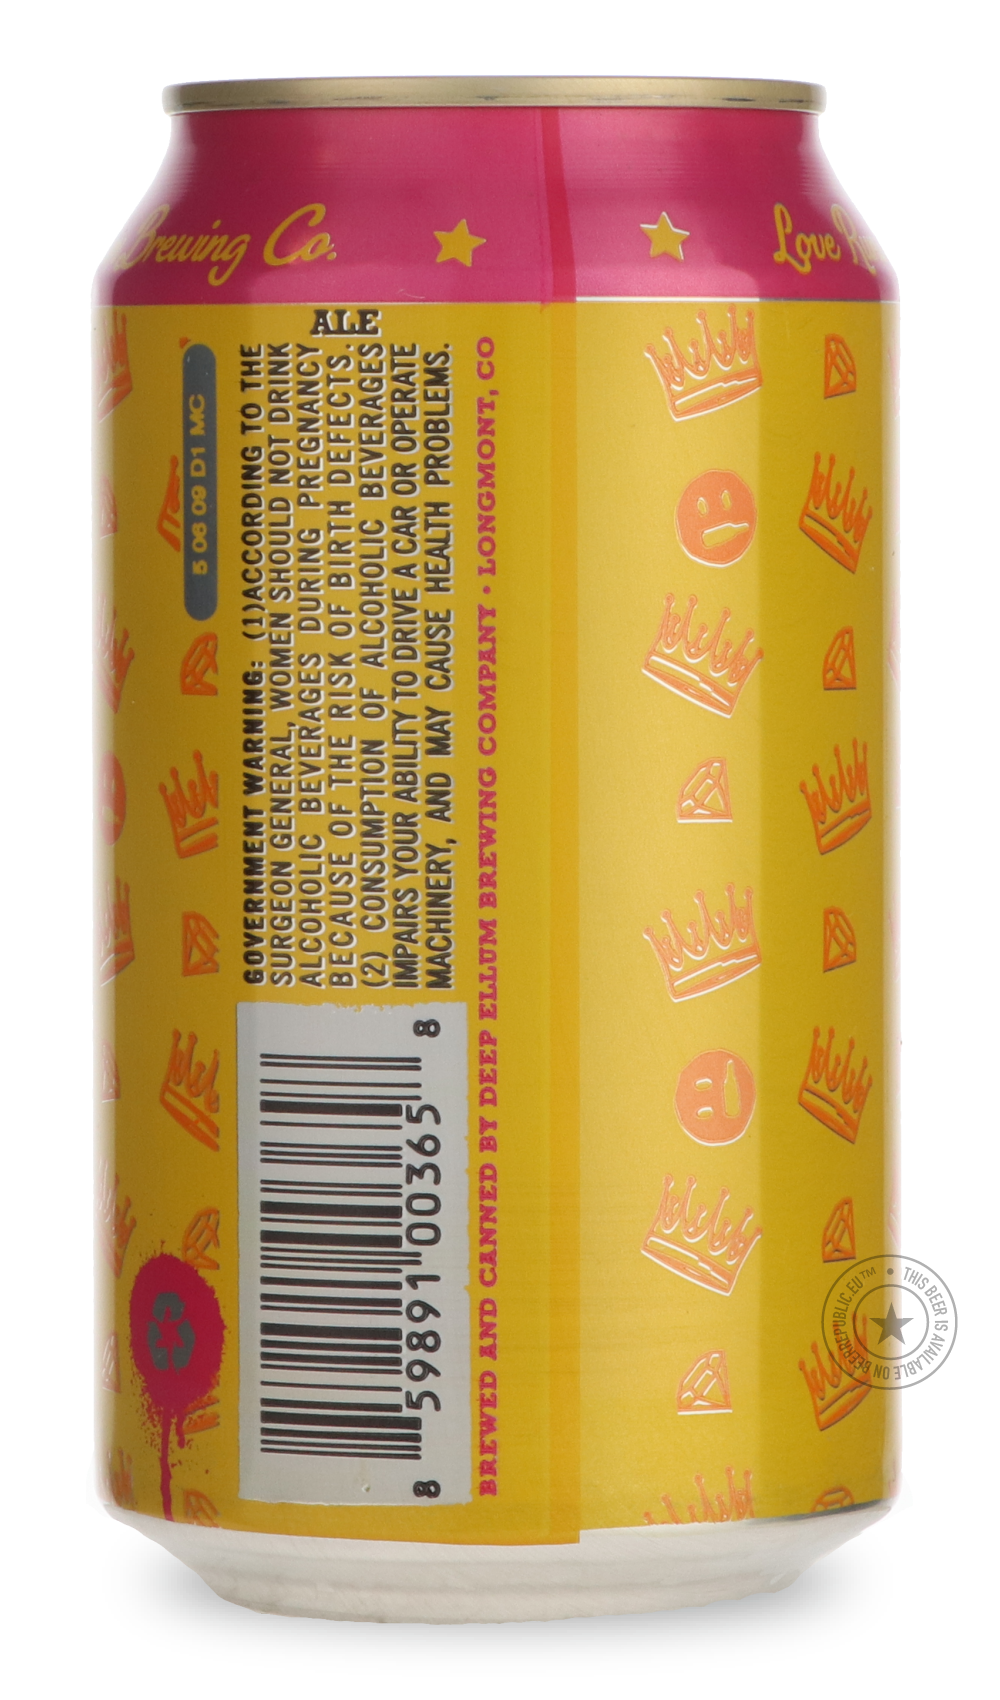 Brewing Co.
Love
ALE
5 08 09 D1 MC
GOVERNMENT WARNING: (1)ACCORDING TO THE
SURGEON GENERAL, WOMEN SHOULD NOT DRINK
ALCOHOLIC BEVERAGES DURING PREGNANCY
BECAUSE OF THE RISK OF BIRTH DEFECTS.
(2) CONSUMPTION OF ALCOHOLIC BEVERAGES
IMPAIRS YOUR ABILITY TO DRIVE A CAR OR OPERATE
MACHINERY, AND MAY CAUSE HEALTH PROBLEMS.
8 59891 00365 8
BREWED AND CANNED BY DEEP ELLUM BREWING COMPANY • LONGMONT, CO
THIS BEER IS AVAILABLE ON BEERREPUBLIC.EU™ •